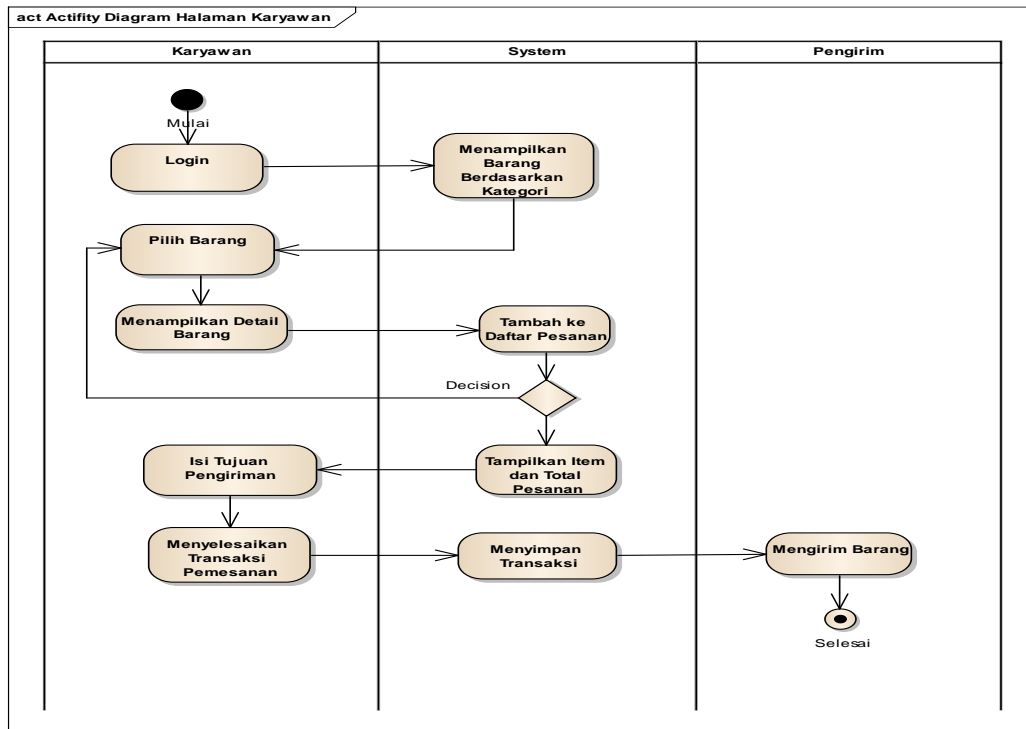 act Actifity Diagram Halaman Karyawan
Karyawan
System
Pengirim
Mulai
Login
Menampilkan
Barang
Berdasarkan
Kategori
Pilih Barang
Menampilkan Detail
Barang
Tambah ke
Daftar Pesanan
Decision
Isi Tujuan
Pengiriman
Tampilkan Item
dan Total
Pesanan
Menyelesaikan
Transaksi
Pemesanan
Menyimpan
Transaksi
Mengirim Barang
Selesai